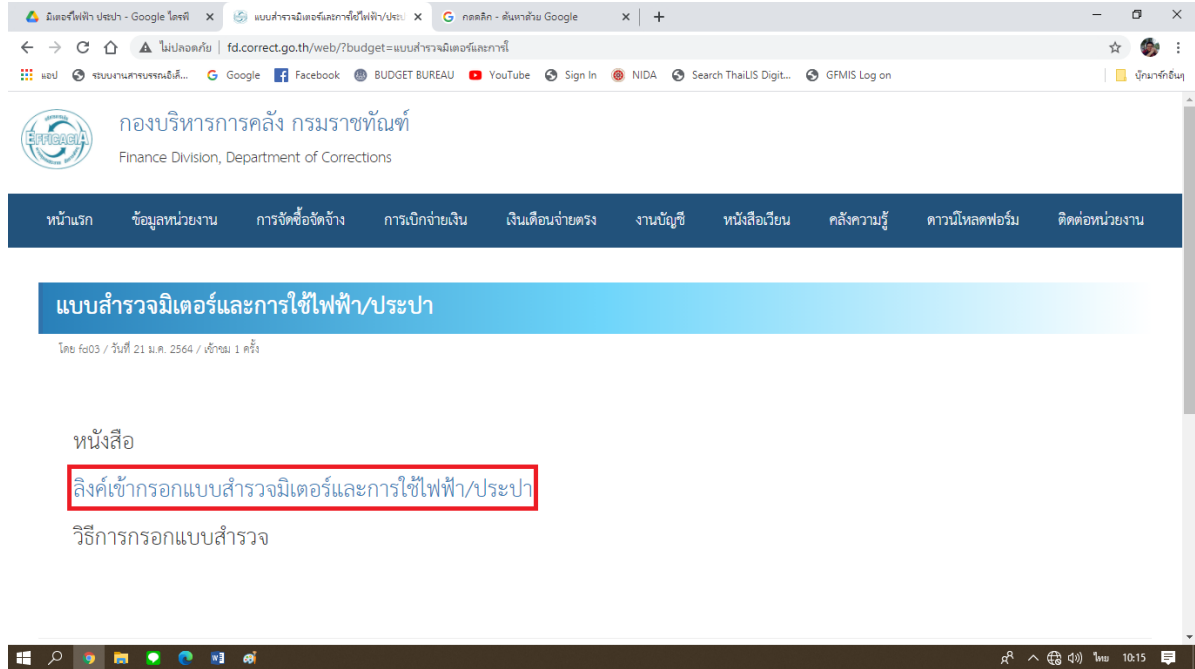 มิเตอร์ไฟฟ้า ประปา - Google ไดรฟ์
แบบสำรวจมิเตอร์และการใช้ไฟฟ้า/ประป
กดคลิก - ค้นหาด้วย Google
ไม่ปลอดภัย | fd.correct.go.th/web/?budget=แบบสำรวจมิเตอร์และการใ
แอป ระบบงานสารบรรณอิเล็... Google Facebook BUDGET BUREAU YouTube Sign In NIDA Search ThaiLIS Digit... GFMIS Log on บุ๊กมาร์กอื่นๆ
EFFICACIA
กองบริหารการคลัง กรมราชทัณฑ์
Finance Division, Department of Corrections
หน้าแรก ข้อมูลหน่วยงาน การจัดซื้อจัดจ้าง การเบิกจ่ายเงิน เงินเดือนจ่ายตรง งานบัญชี หนังสือเวียน คลังความรู้ ดาวน์โหลดฟอร์ม ติดต่อหน่วยงาน
แบบสำรวจมิเตอร์และการใช้ไฟฟ้า/ประปา
โดย fd03 / วันที่ 21 ม.ค. 2564 / เข้าชม 1 ครั้ง
หนังสือ
ลิงค์เข้ากรอกแบบสำรวจมิเตอร์และการใช้ไฟฟ้า/ประปา
วิธีการกรอกแบบสำรวจ
ไทย 10:15